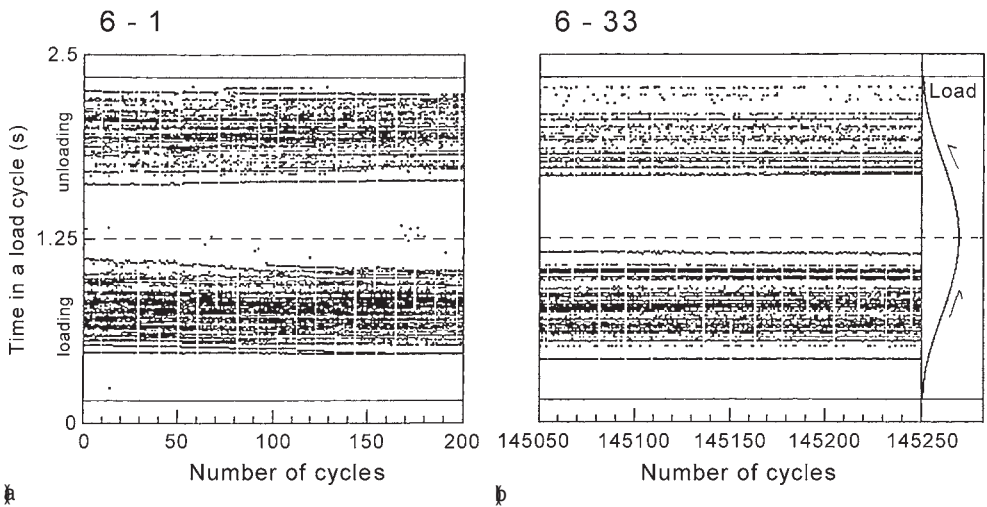 6 - 1
6 - 33
2.5
1.25
0
Time in a load cycle (s)
unloading
loading
Load
0 50 100 150 200
145050 145100 145150 145200 145250
Number of cycles
Number of cycles
a
b